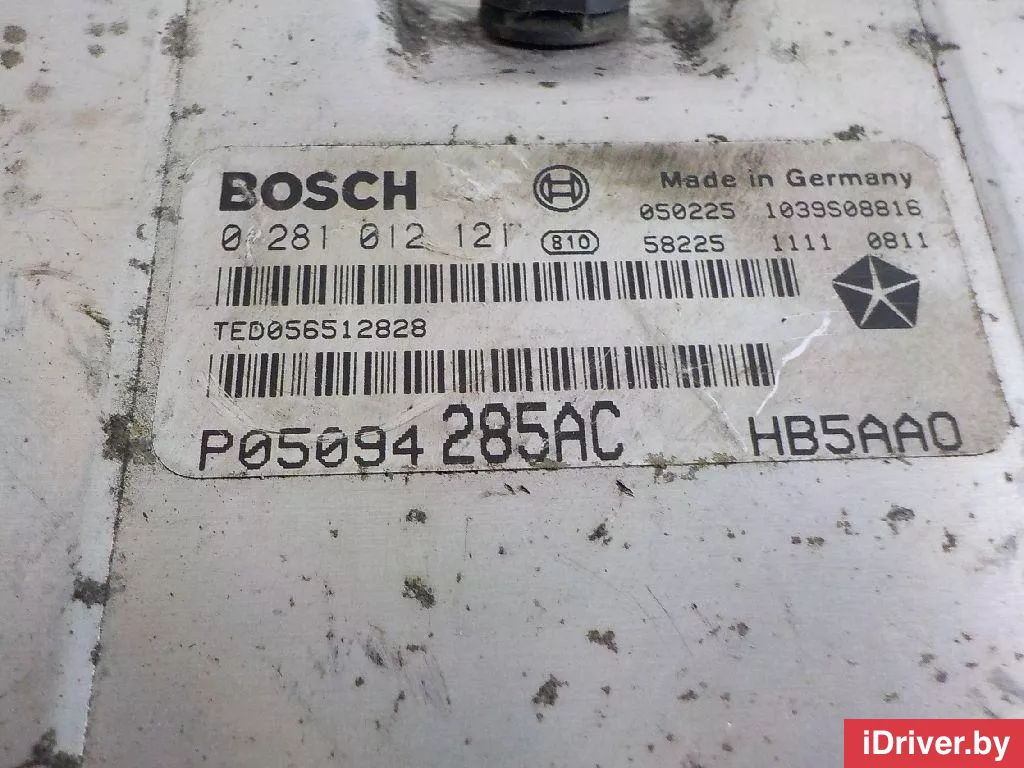 BOSCH
Made in Germany
050225 1039S08816
0 281 012 121
810
58225 1111 0811
TED056512828
P05094 285AC HB5AA0
iDriver.by